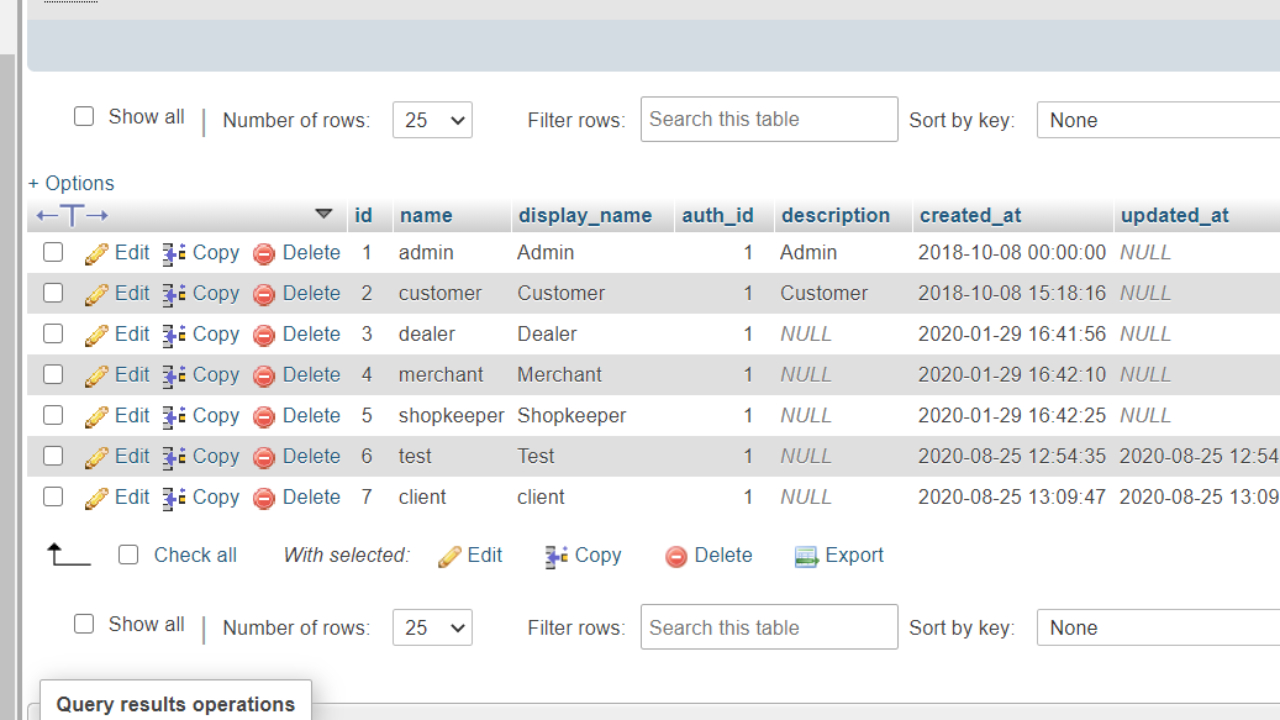 Show all | Number of rows: 25 Filter rows: Search this table Sort by key: None
+ Options
←T→ id name display_name auth_id description created_at updated_at
Edit Copy Delete 1 admin Admin 1 Admin 2018-10-08 00:00:00 NULL
Edit Copy Delete 2 customer Customer 1 Customer 2018-10-08 15:18:16 NULL
Edit Copy Delete 3 dealer Dealer 1 NULL 2020-01-29 16:41:56 NULL
Edit Copy Delete 4 merchant Merchant 1 NULL 2020-01-29 16:42:10 NULL
Edit Copy Delete 5 shopkeeper Shopkeeper 1 NULL 2020-01-29 16:42:25 NULL
Edit Copy Delete 6 test Test 1 NULL 2020-08-25 12:54:35 2020-08-25 12:54
Edit Copy Delete 7 client client 1 NULL 2020-08-25 13:09:47 2020-08-25 13:09
Check all With selected: Edit Copy Delete Export
Show all | Number of rows: 25 Filter rows: Search this table Sort by key: None
Query results operations